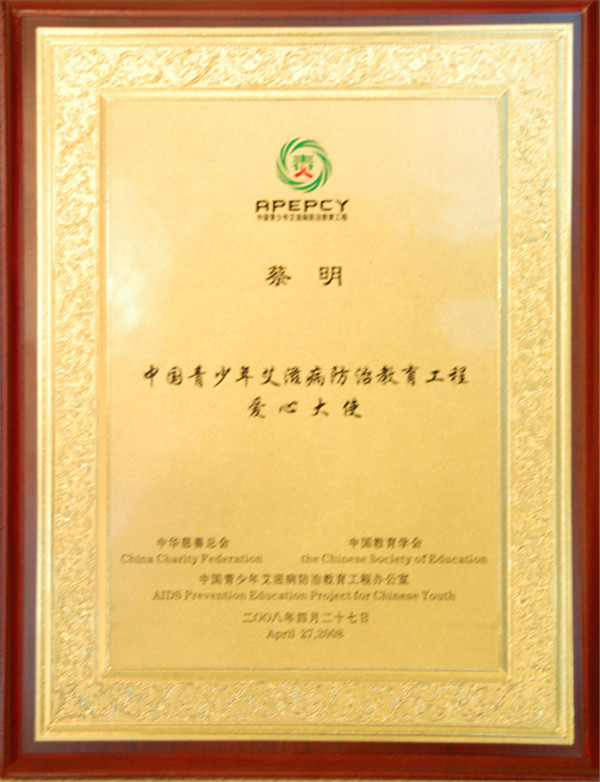 APEPCY
中国青少年艾滋病防治教育工程
蔡 明
中国青少年艾滋病防治教育工程
爱心大使
中华慈善总会 中国教育学会
China Charity Federation the Chinese Society of Education
中国青少年艾滋病防治教育工程办公室
AIDS Prevention Education Project for Chinese Youth
二〇〇八年四月二十七日
April 27,2008